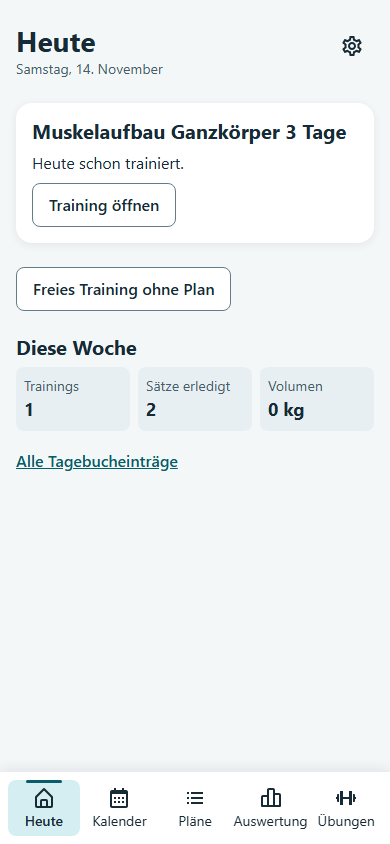 Heute
Samstag, 14. November
Muskelaufbau Ganzkörper 3 Tage
Heute schon trainiert.
Training öffnen
Freies Training ohne Plan
Diese Woche
Trainings
1
Sätze erledigt
2
Volumen
0 kg
Alle Tagebucheinträge
Heute
Kalender
Pläne
Auswertung
Übungen